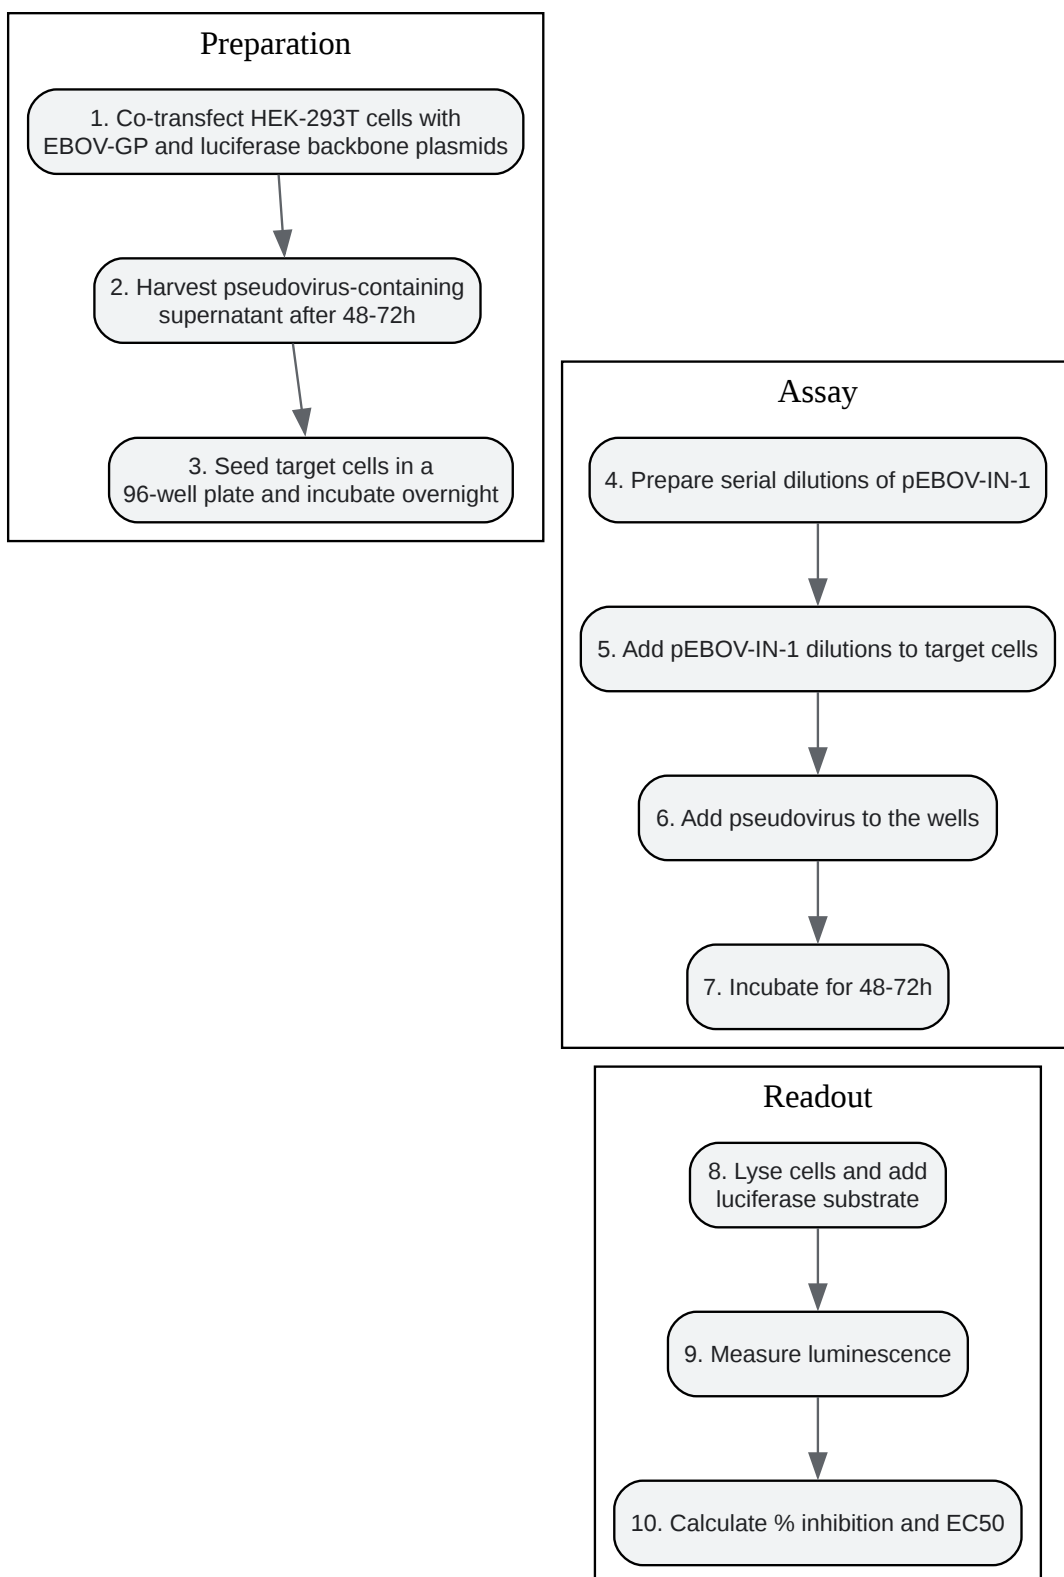 Preparation
1. Co-transfect HEK-293T cells with
EBOV-GP and luciferase backbone plasmids
2. Harvest pseudovirus-containing
supernatant after 48-72h
3. Seed target cells in a
96-well plate and incubate overnight
Assay
4. Prepare serial dilutions of pEBOV-IN-1
5. Add pEBOV-IN-1 dilutions to target cells
6. Add pseudovirus to the wells
7. Incubate for 48-72h
Readout
8. Lyse cells and add
luciferase substrate
9. Measure luminescence
10. Calculate % inhibition and EC50